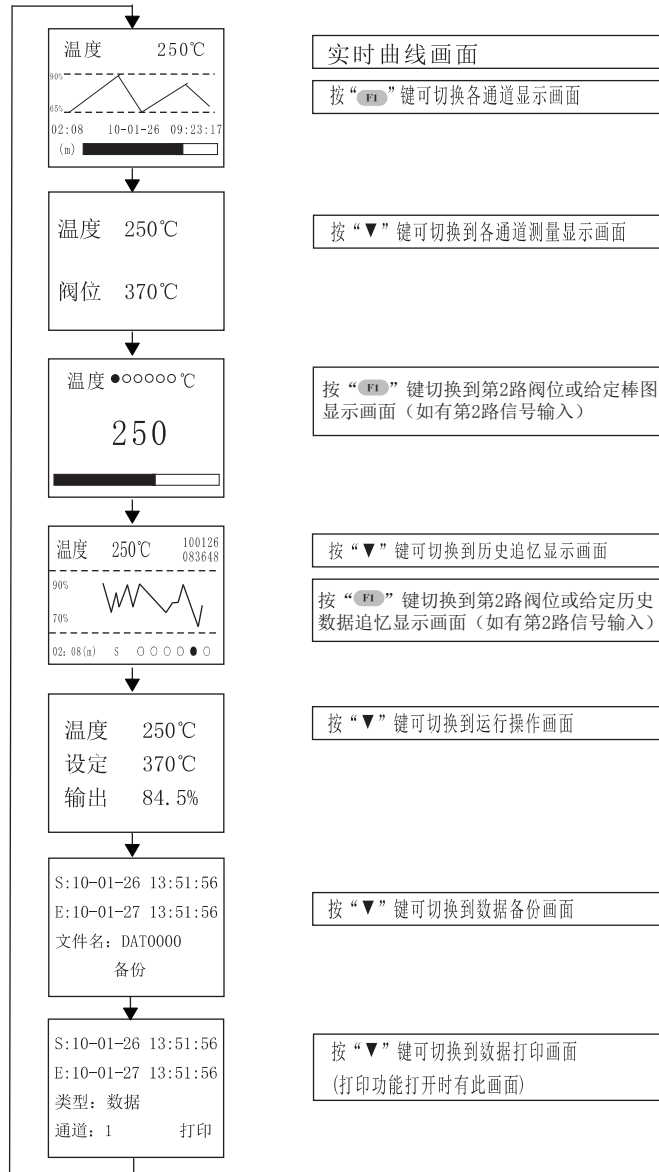 温度 250℃
实时曲线画面
90%
按“F1”键可切换各通道显示画面
65%
02:08 10-01-26 09:23:17
(m)
温度 250℃
按“▼”键可切换到各通道测量显示画面
阀位 370℃
温度●○○○○○℃
按“F1”键切换到第2路阀位或给定棒图
显示画面（如有第2路信号输入）
250
温度 250℃ 100126
083648
按“▼”键可切换到历史追忆显示画面
90%
70%
按“F1”键切换到第2路阀位或给定历史
数据追忆显示画面（如有第2路信号输入）
02: 08(m) S ○○○○●○
温度 250℃
设定 370℃
输出 84.5%
按“▼”键可切换到运行操作画面
S:10-01-26 13:51:56
E:10-01-27 13:51:56
文件名: DAT0000
备份
按“▼”键可切换到数据备份画面
S:10-01-26 13:51:56
E:10-01-27 13:51:56
类型: 数据
通道: 1 打印
按“▼”键可切换到数据打印画面
(打印功能打开时有此画面)